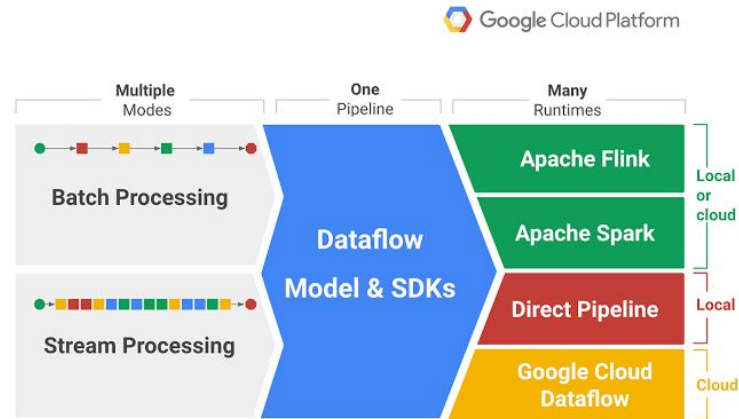 Google Cloud Platform
Multiple
Modes
One
Pipeline
Many
Runtimes
Batch Processing
Stream Processing
Dataflow
Model & SDKs
Apache Flink
Apache Spark
Direct Pipeline
Google Cloud
Dataflow
Local
or
cloud
Local
Cloud